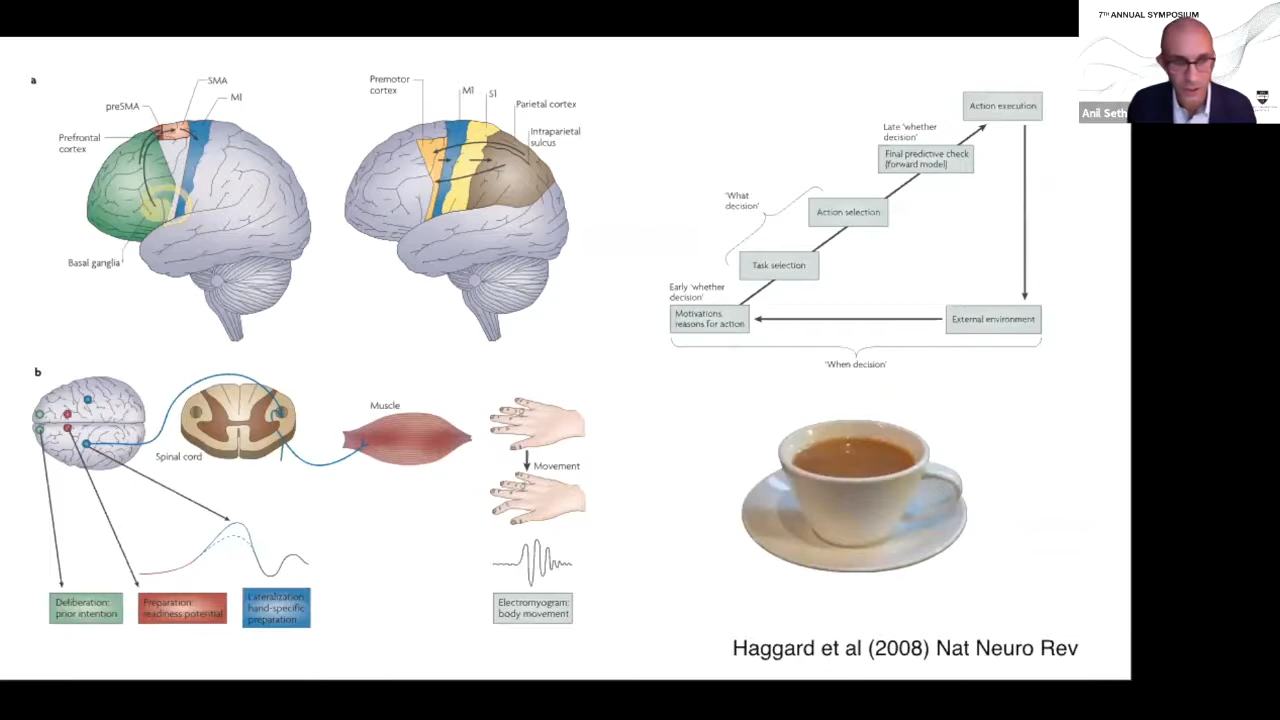 7TH ANNUAL SYMPOSIUM
Anil Seth
a
SMA
preSMA
MI
Prefrontal
cortex
Basal ganglia
Premotor
cortex
MI
SI
Parietal cortex
Intraparietal
sulcus
Action execution
Late 'whether
decision'
Final predictive check
(forward model)
'What
decision'
Action selection
Task selection
Early 'whether
decision'
Motivations,
reasons for action
External environment
'When decision'
b
Spinal cord
Muscle
Movement
Deliberation:
prior intention
Preparation:
readiness potential
Lateralization:
hand-specific
preparation
Electromyogram:
body movement
Haggard et al (2008) Nat Neuro Rev